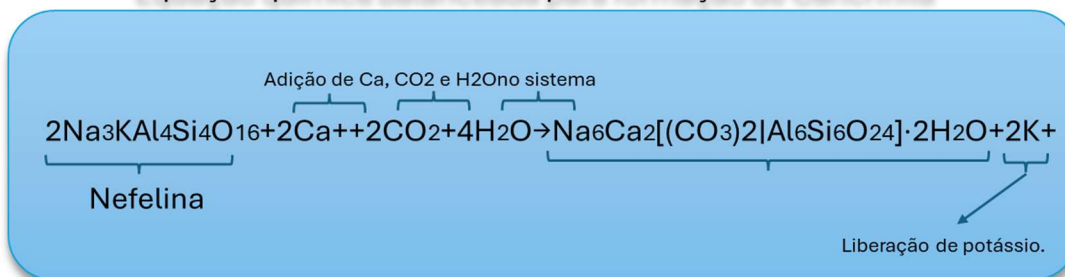 Adição de Ca, CO2 e H2Ono sistema
2Na3KAl4Si4O16+2Ca++2CO2+4H2O→Na6Ca2[(CO3)2|Al6Si6O24]·2H2O+2K+
Nefelina
Liberação de potássio.